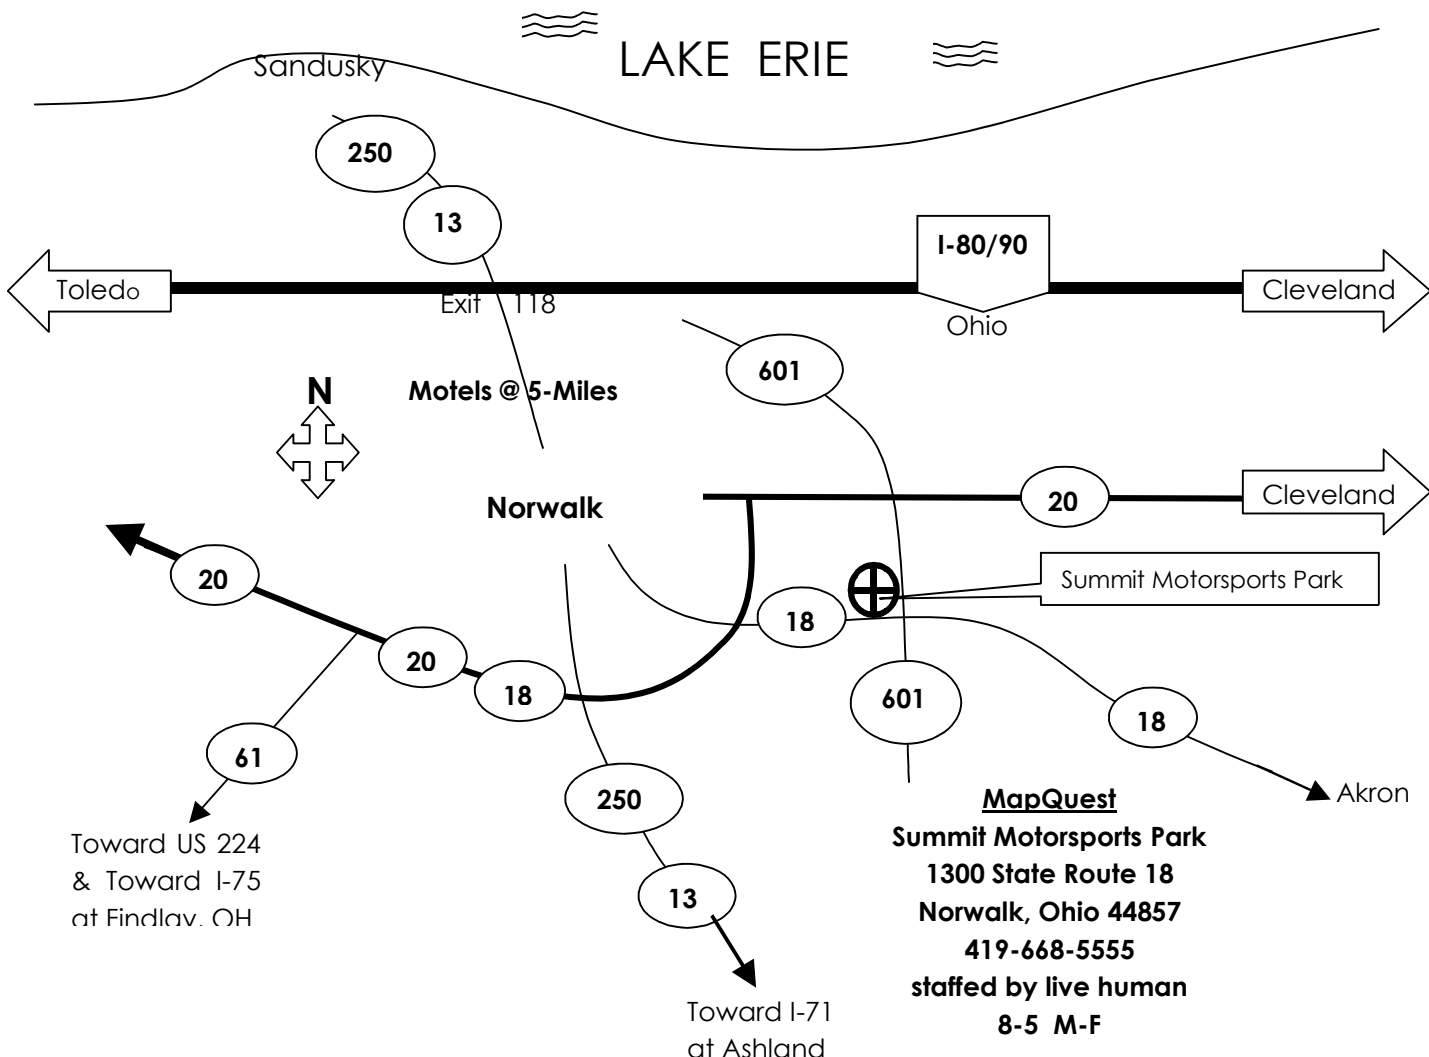 LAKE ERIE
Sandusky
250
13
I-80/90
Toledo
Cleveland
Exit 118
Ohio
601
N
Motels @ 5-Miles
Norwalk
20
Cleveland
20
Summit Motorsports Park
18
20
18
601
18
61
250
Akron
13
Toward US 224
& Toward I-75
at Findlay, OH
MapQuest
Summit Motorsports Park
1300 State Route 18
Norwalk, Ohio 44857
419-668-5555
staffed by live human
8-5 M-F
Toward I-71
at Ashland